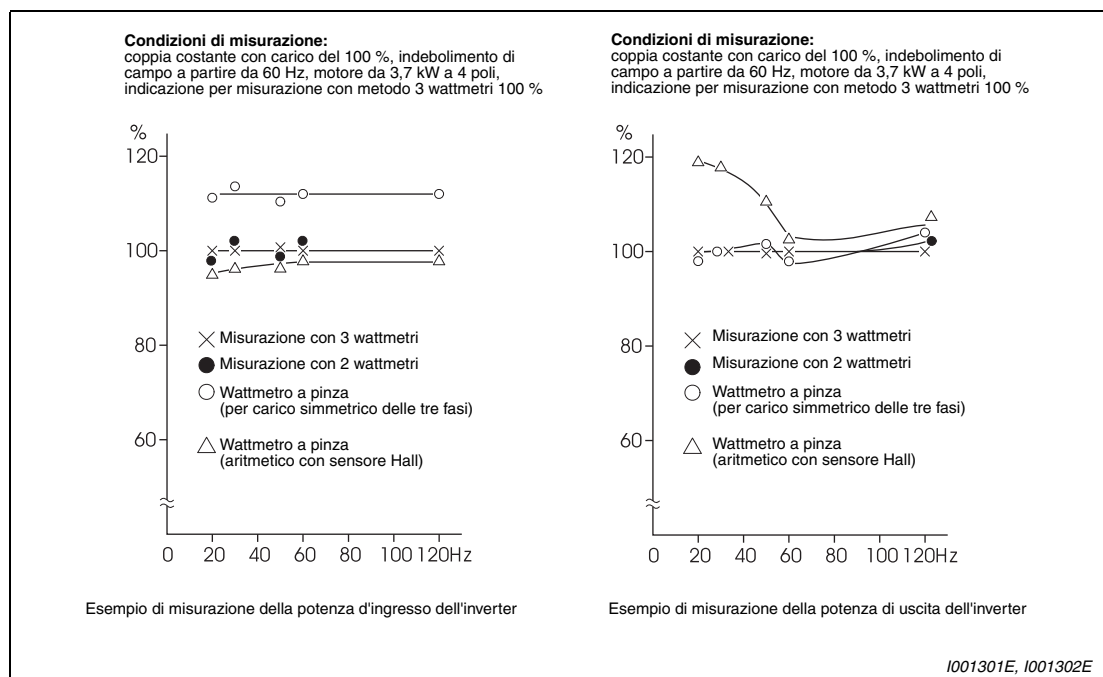 Condizioni di misurazione:
coppia costante con carico del 100 %, indebolimento di
campo a partire da 60 Hz, motore da 3,7 kW a 4 poli,
indicazione per misurazione con metodo 3 wattmetri 100 %
%
120
100
80
60
Misurazione con 3 wattmetri
Misurazione con 2 wattmetri
Wattmetro a pinza
(per carico simmetrico delle tre fasi)
Wattmetro a pinza
(aritmetico con sensore Hall)
0 20 40 60 80 100 120Hz
Esempio di misurazione della potenza d'ingresso dell'inverter
Condizioni di misurazione:
coppia costante con carico del 100 %, indebolimento di
campo a partire da 60 Hz, motore da 3,7 kW a 4 poli,
indicazione per misurazione con metodo 3 wattmetri 100 %
%
120
100
80
60
Misurazione con 3 wattmetri
Misurazione con 2 wattmetri
Wattmetro a pinza
(per carico simmetrico delle tre fasi)
Wattmetro a pinza
(aritmetico con sensore Hall)
0 20 40 60 80 100 120Hz
Esempio di misurazione della potenza di uscita dell'inverter
I001301E, I001302E